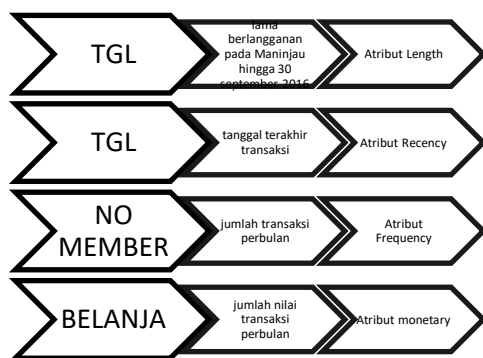 TGL
lama
berlangganan
pada Maninjau
hingga 30
september 2016
Atribut Length
TGL
tanggal terakhir
transaksi
Atribut Recency
NO
MEMBER
jumlah transaksi
perbulan
Atribut
Frequency
BELANJA
jumlah nilai
transaksi
perbulan
Atribut monetary